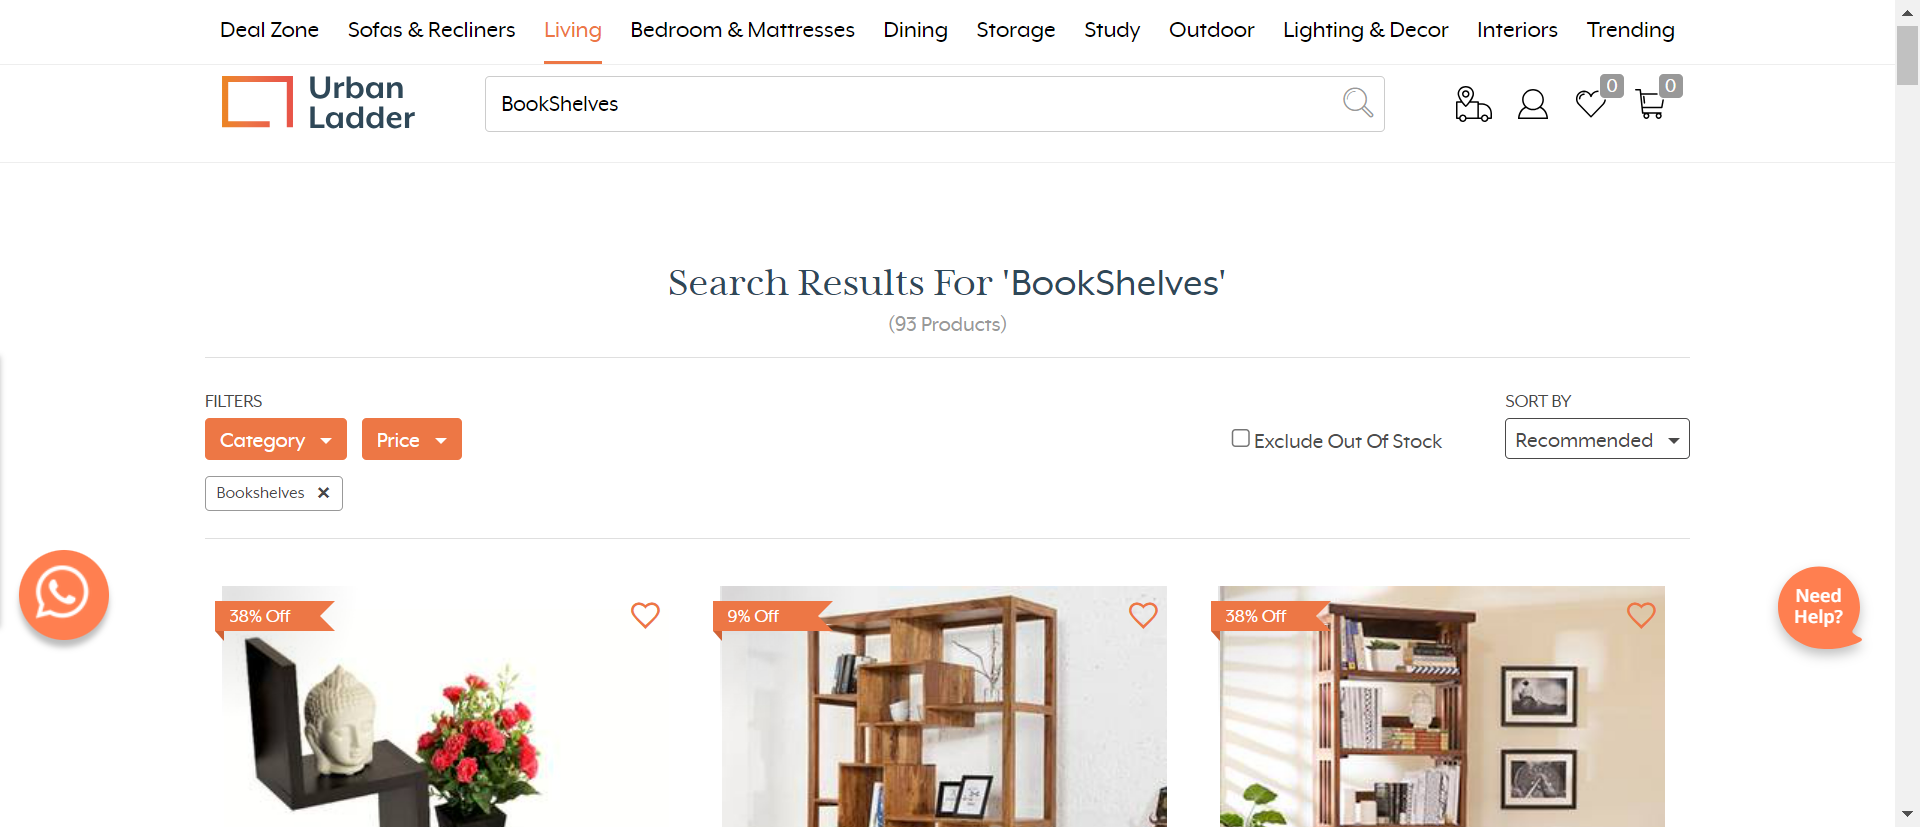 Deal Zone Sofas & Recliners Living Bedroom & Mattresses Dining Storage Study Outdoor Lighting & Decor Interiors Trending
Urban
Ladder
BookShelves
0
0
Search Results For 'BookShelves'
(93 Products)
FILTERS
SORT BY
Category
Price
Exclude Out Of Stock
Recommended
Bookshelves ✕
38% Off
9% Off
38% Off
Need
Help?